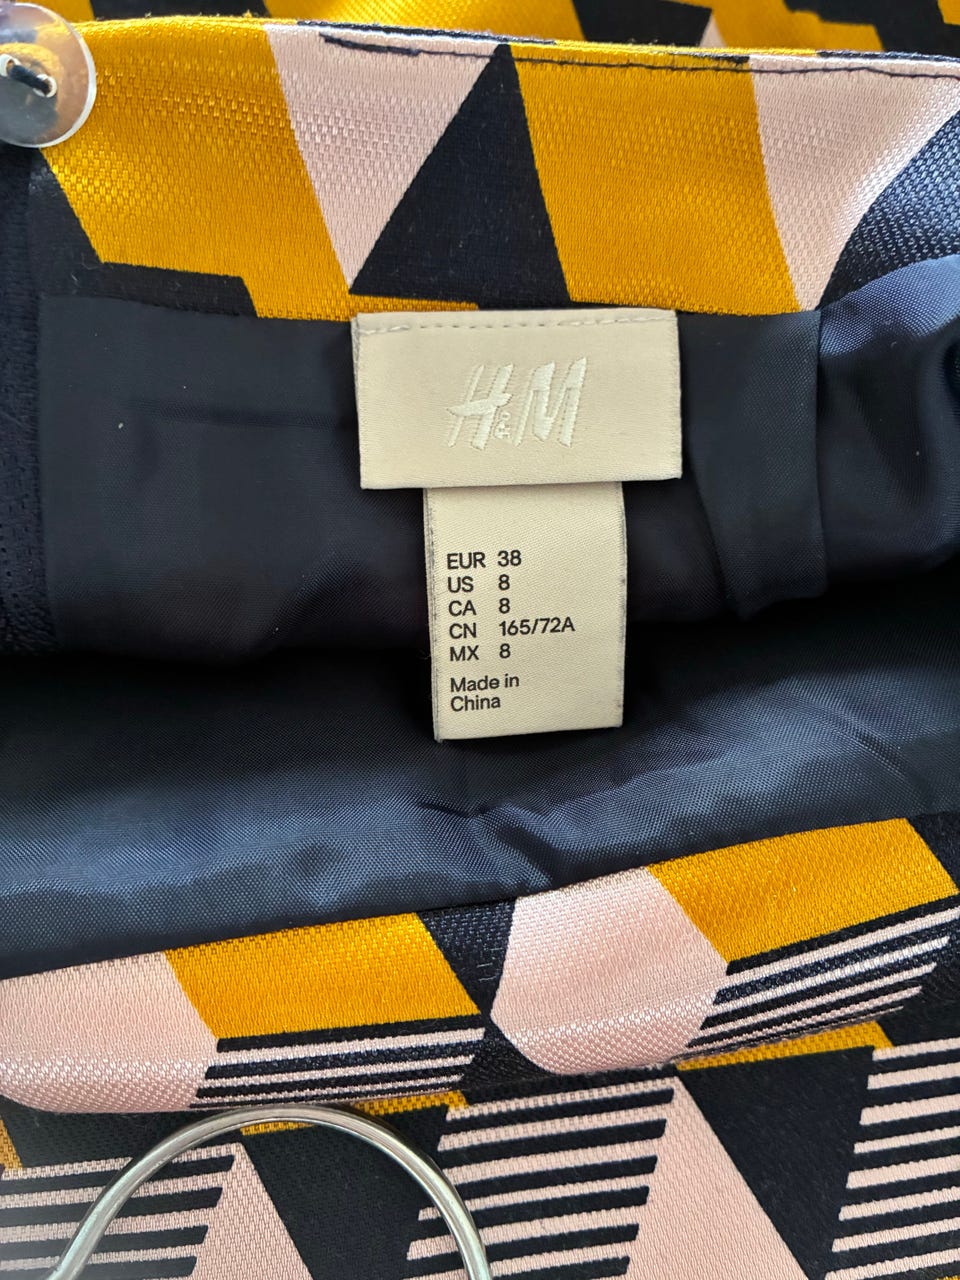 H&M
EUR 38
US 8
CA 8
CN 165/72A
MX 8
Made in
China